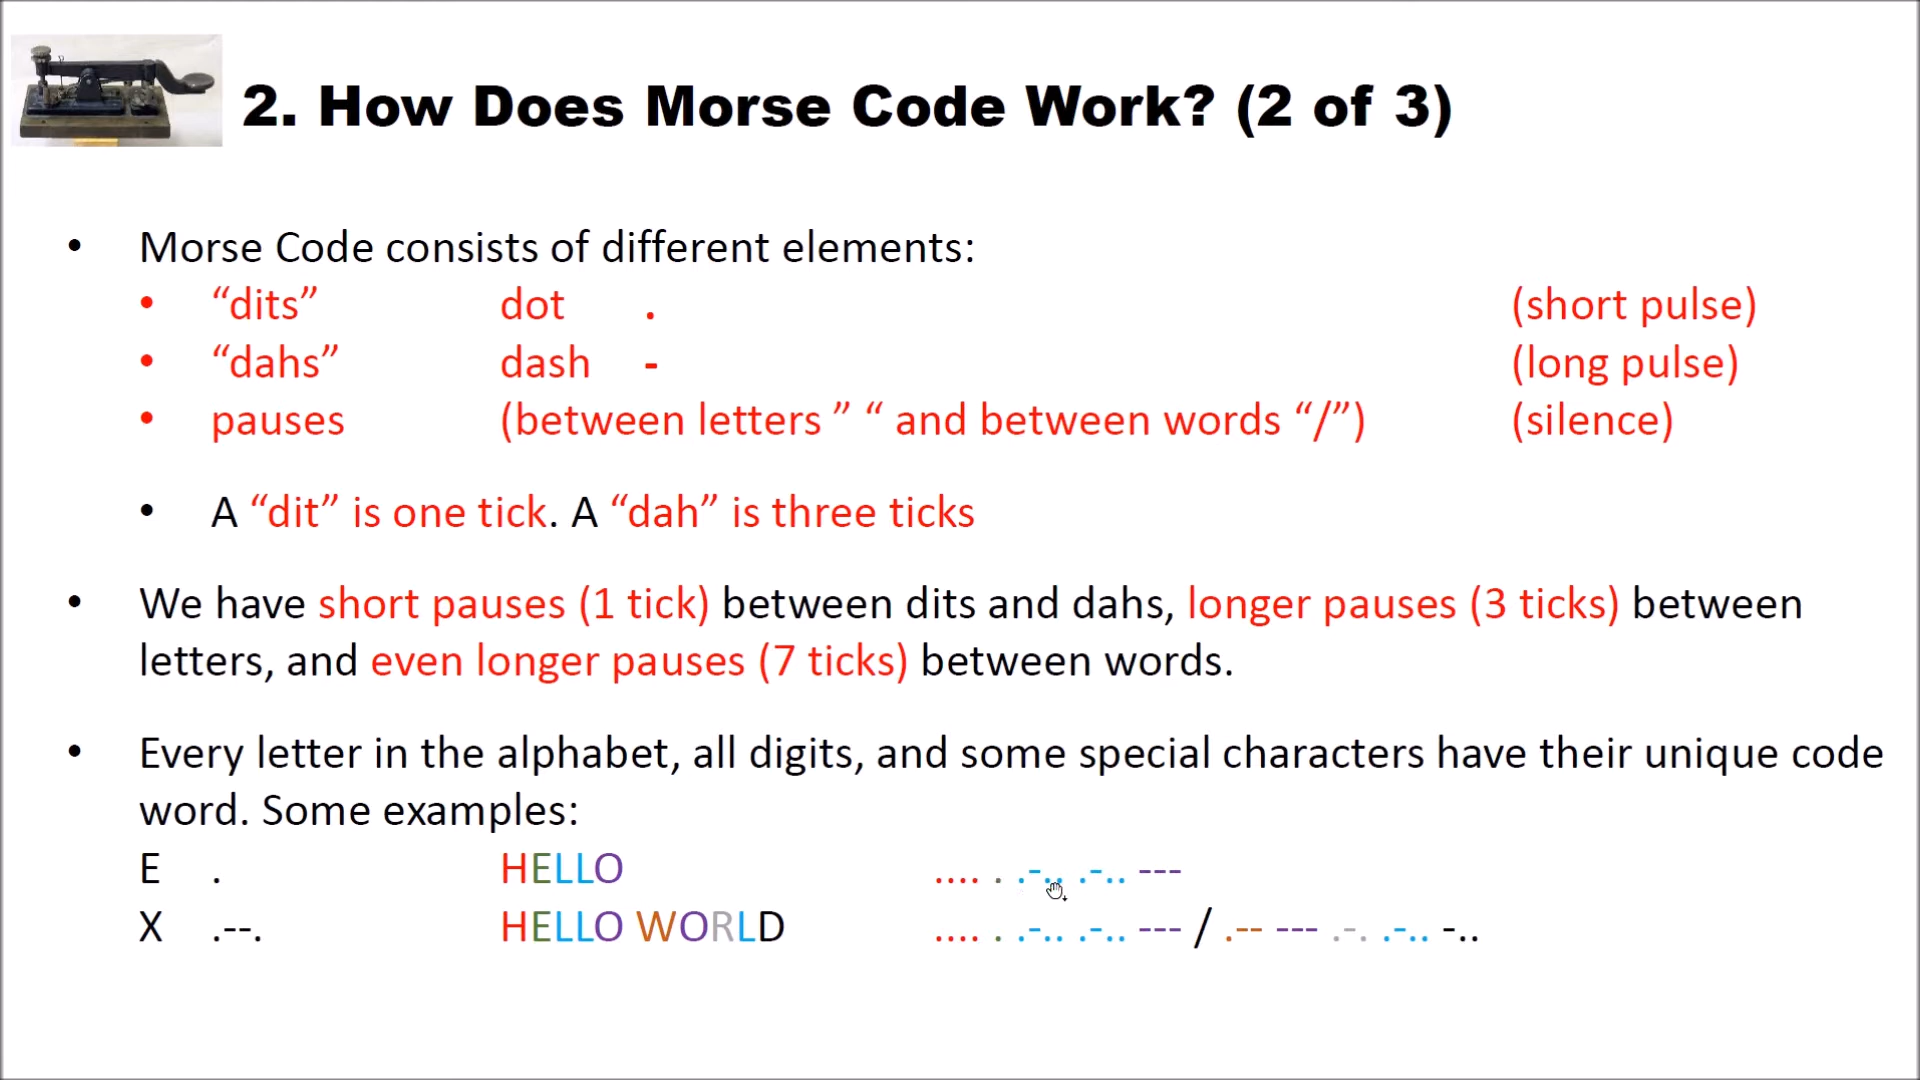 2. How Does Morse Code Work? (2 of 3)
• Morse Code consists of different elements:
• “dits” dot . (short pulse)
• “dahs” dash - (long pulse)
• pauses (between letters ” “ and between words “/”) (silence)
• A “dit” is one tick. A “dah” is three ticks
• We have short pauses (1 tick) between dits and dahs, longer pauses (3 ticks) between
letters, and even longer pauses (7 ticks) between words.
• Every letter in the alphabet, all digits, and some special characters have their unique code
word. Some examples:
E . HELLO .... . .-.. .-.. ---
X .--. HELLO WORLD .... . .-.. .-.. --- / .-- --- .-. .-.. -..